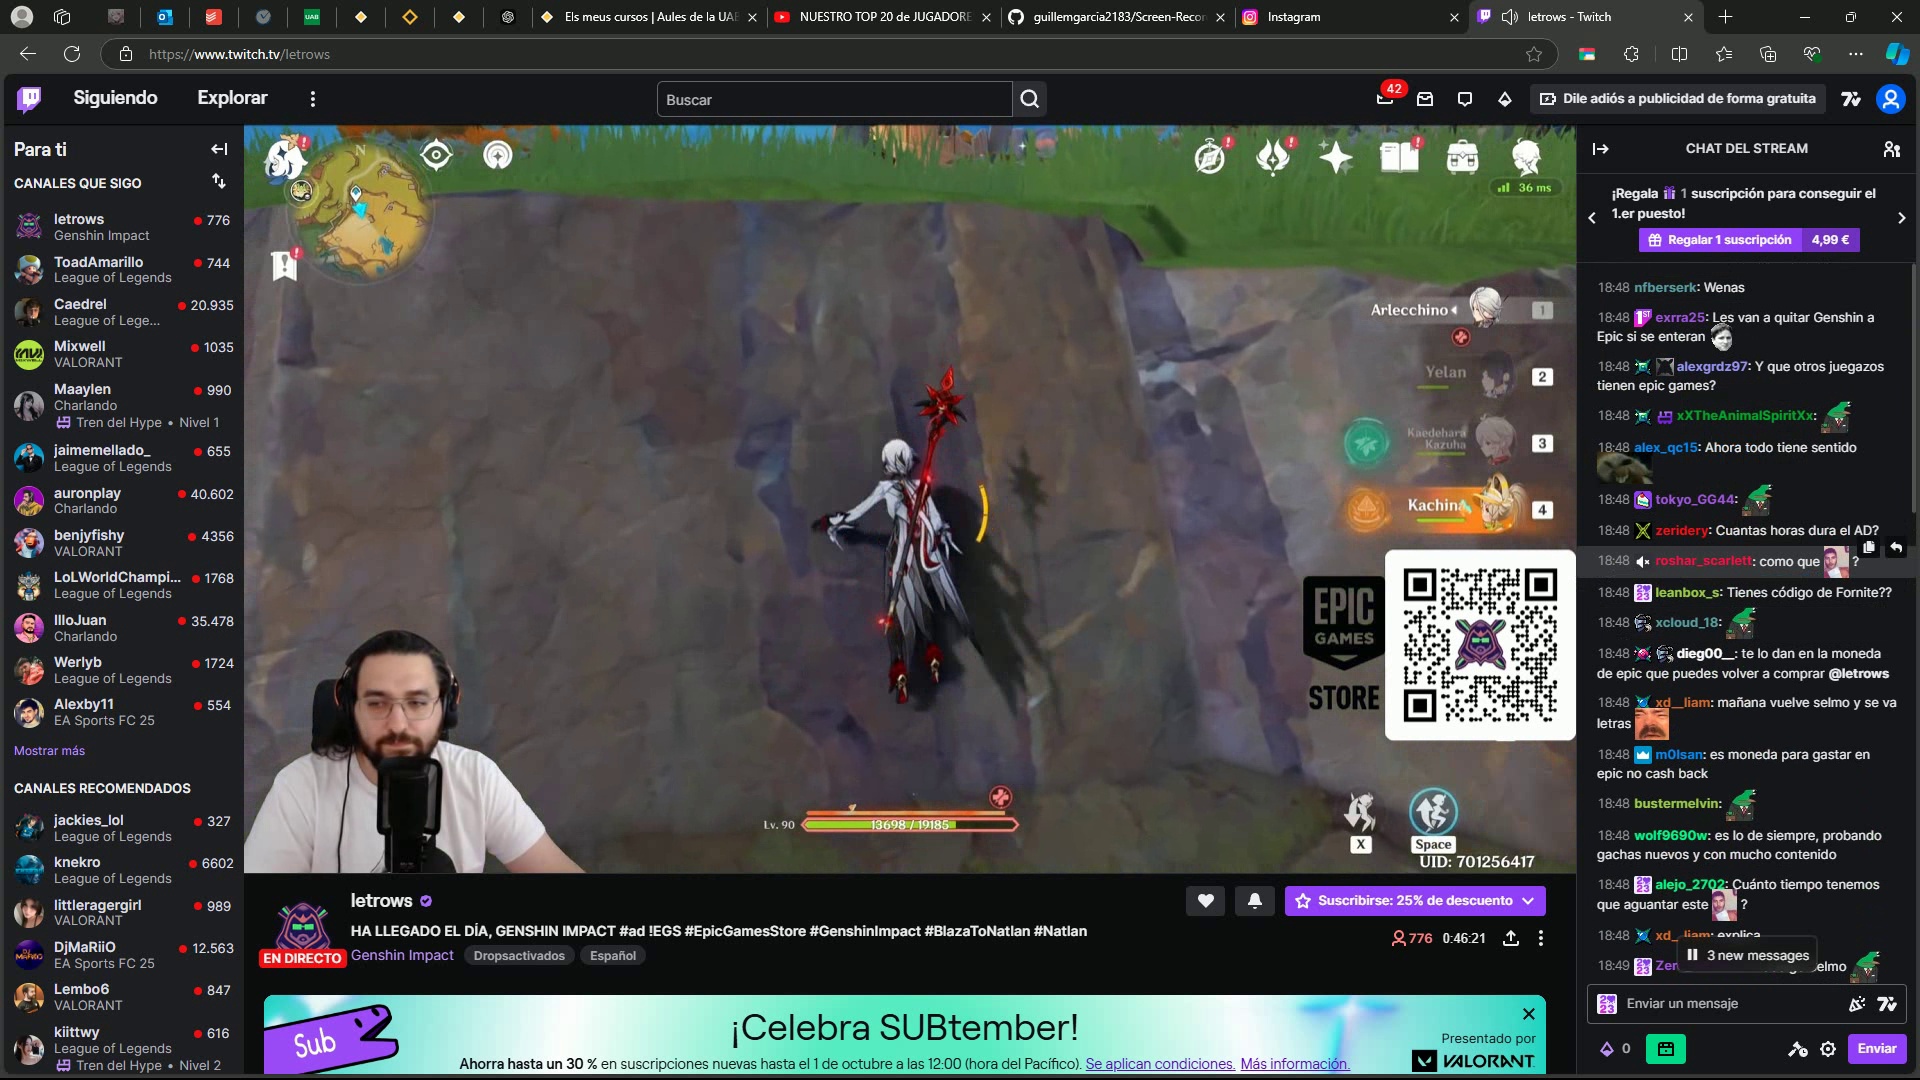 Els meus cursos | Aules de la UAB
NUESTRO TOP 20 de JUGADORE
guillemgarcia2183/Screen-Recor
Instagram
letrows - Twitch
https://www.twitch.tv/letrows
Siguiendo
Explorar
Buscar
42
Dile adiós a publicidad de forma gratuita
Para ti
CANALES QUE SIGO
letrows
776
Genshin Impact
ToadAmarillo
744
League of Legends
Caedrel
20.935
League of Lege...
Mixwell
1035
VALORANT
Maaylen
990
Charlando
Tren del Hype • Nivel 1
jaimemellado_
655
League of Legends
auronplay
40.602
Charlando
benjyfishy
4356
VALORANT
LoLWorldChampi...
1768
League of Legends
IlloJuan
35.478
Charlando
Werlyb
1724
League of Legends
Alexby11
554
EA Sports FC 25
Mostrar más
CANALES RECOMENDADOS
jackies_lol
327
League of Legends
knekro
6602
League of Legends
littleragergirl
989
VALORANT
DjMaRiiO
12.563
EA Sports FC 25
Lembo6
847
VALORANT
kiittwy
616
League of Legends
Tren del Hype • Nivel 2
N
36 ms
Arlecchino
1
Yelan
2
Kaedehara
Kazuha
3
Kachina
4
EPIC
GAMES
STORE
Lv. 90
13698 / 19185
X
Space
UID: 701256417
letrows
Suscribirse: 25% de descuento
HA LLEGADO EL DÍA, GENSHIN IMPACT #ad !EGS #EpicGamesStore #GenshinImpact #BlazaToNatlan #Natlan
776
0:46:21
EN DIRECTO
Genshin Impact
Dropsactivados
Español
Sub
¡Celebra SUBtember!
Ahorra hasta un 30 % en suscripciones nuevas hasta el 1 de octubre a las 12:00 (hora del Pacífico). Se aplican condiciones. Más información.
Presentado por
VALORANT
CHAT DEL STREAM
¡Regala 1 suscripción para conseguir el
1.er puesto!
Regalar 1 suscripción
4,99 €
18:48 nfberserk: Wenas
18:48 1ST exrra25: Les van a quitar Genshin a
Epic si se enteran
18:48 alexgrdz97: Y que otros juegazos
tienen epic games?
18:48 xXTheAnimalSpiritXx:
18:48 alex_qc15: Ahora todo tiene sentido
18:48 tokyo_GG44:
18:48 zeridery: Cuantas horas dura el AD?
18:48 roshar_scarlett: como que ?
18:48 leanbox_s: Tienes código de Fornite??
18:48 xcloud_18:
18:48 dieg00__: te lo dan en la moneda
de epic que puedes volver a comprar @letrows
18:48 xd__liam: mañana vuelve selmo y se va
letras
18:48 m0lsan: es moneda para gastar en
epic no cash back
18:48 bustermelvin:
18:48 wolf9690w: es lo de siempre, probando
gachas nuevos y con mucho contenido
18:48 alejo_2702: Cuánto tiempo tenemos
que aguantar este ?
18:48 xd__liam: explica
3 new messages
18:49 Zer
elmo
Enviar un mensaje
0
Enviar